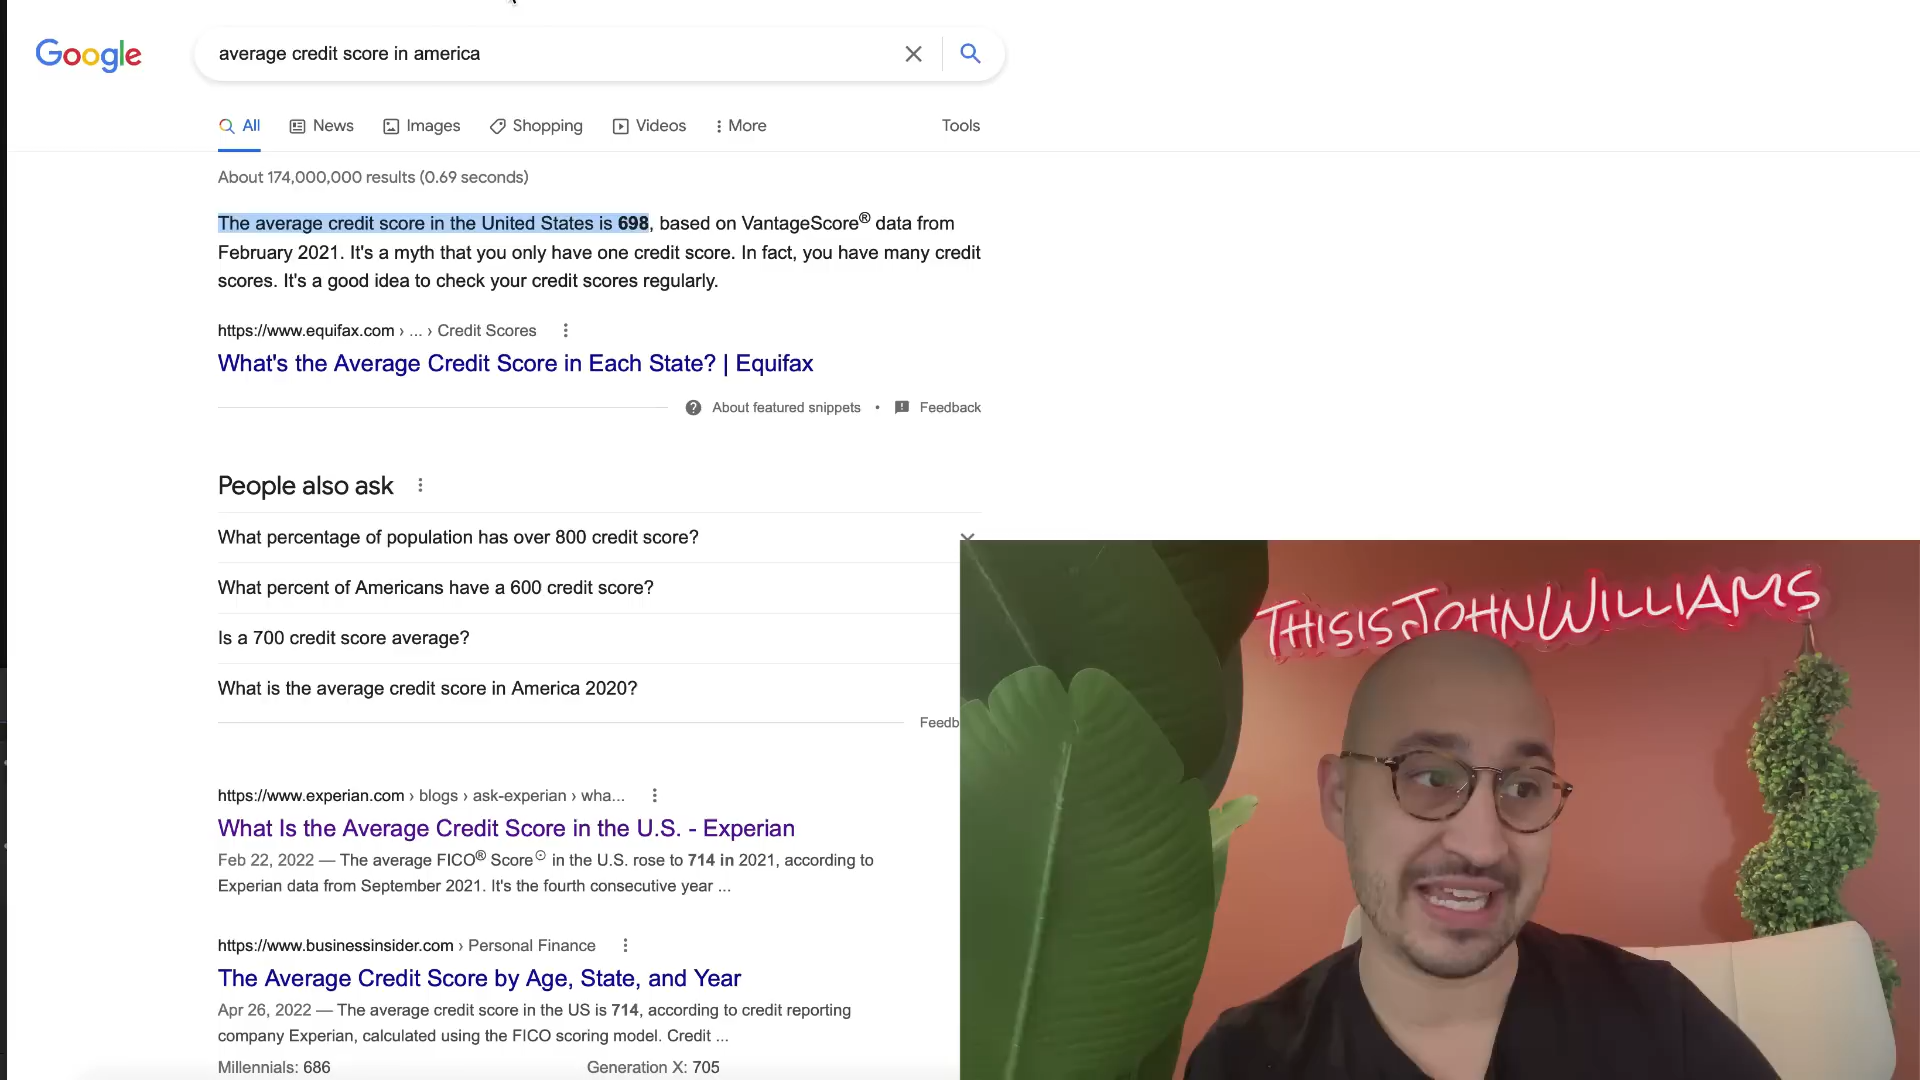 Google
average credit score in america
All
News
Images
Shopping
Videos
More
Tools
About 174,000,000 results (0.69 seconds)
The average credit score in the United States is 698, based on VantageScore® data from
February 2021. It's a myth that you only have one credit score. In fact, you have many credit
scores. It's a good idea to check your credit scores regularly.
https://www.equifax.com › ... › Credit Scores
What's the Average Credit Score in Each State? | Equifax
About featured snippets • Feedback
People also ask
What percentage of population has over 800 credit score?
What percent of Americans have a 600 credit score?
Is a 700 credit score average?
What is the average credit score in America 2020?
Feedb
https://www.experian.com › blogs › ask-experian › wha...
What Is the Average Credit Score in the U.S. - Experian
Feb 22, 2022 — The average FICO® Score in the U.S. rose to 714 in 2021, according to
Experian data from September 2021. It's the fourth consecutive year ...
https://www.businessinsider.com › Personal Finance
The Average Credit Score by Age, State, and Year
Apr 26, 2022 — The average credit score in the US is 714, according to credit reporting
company Experian, calculated using the FICO scoring model. Credit ...
Millennials: 686
Generation X: 705
THISISJOHNWILLIAMS